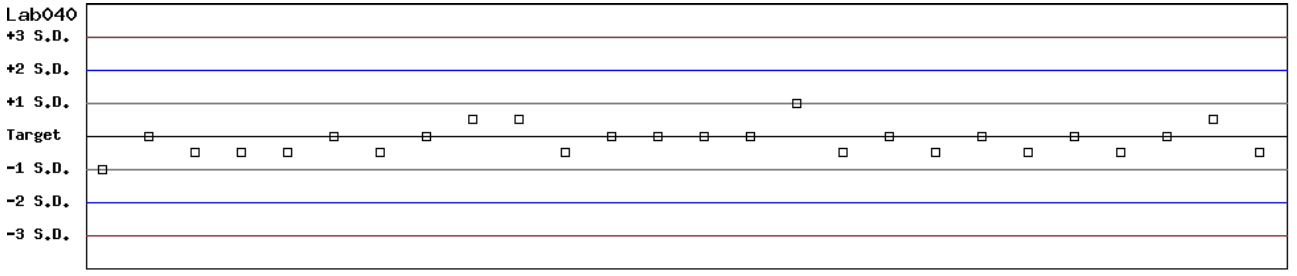 Lab040
+3 S.D.
+2 S.D.
+1 S.D.
Target
-1 S.D.
-2 S.D.
-3 S.D.